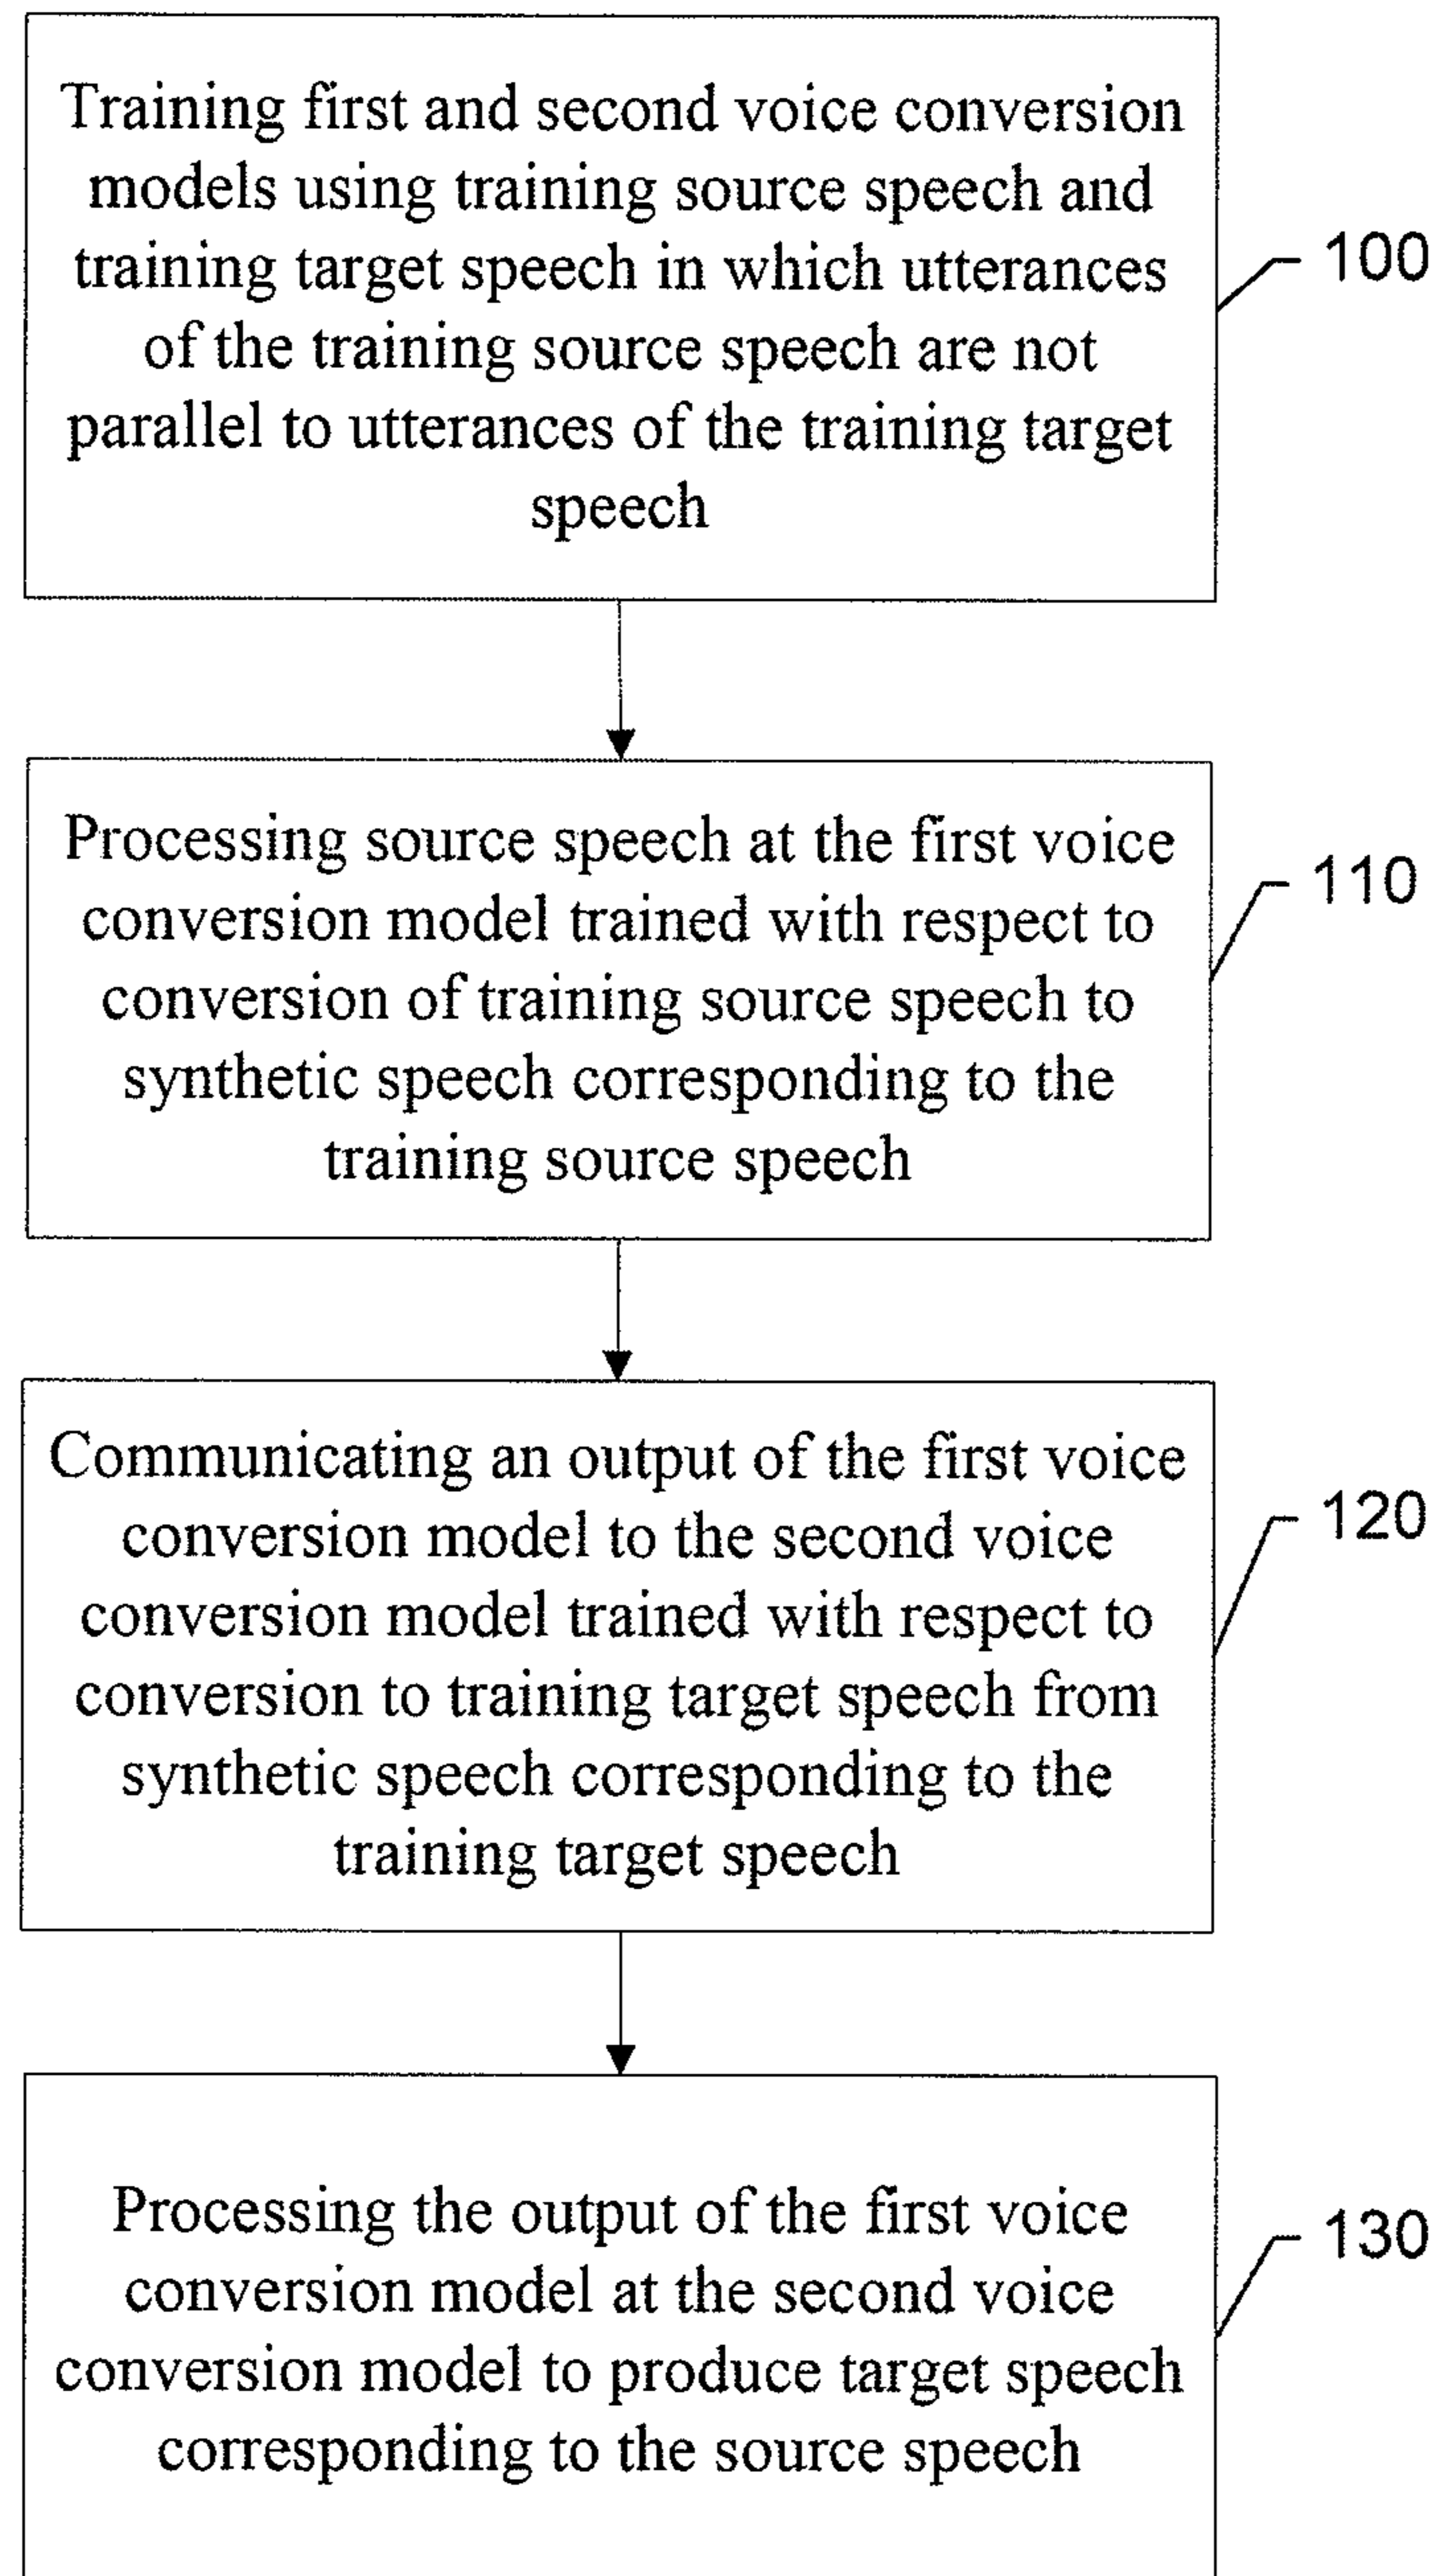 Training first and second voice conversion
models using training source speech and
training target speech in which utterances
of the training source speech are not
parallel to utterances of the training target
speech
100
Processing source speech at the first voice
conversion model trained with respect to
conversion of training source speech to
synthetic speech corresponding to the
training source speech
110
Communicating an output of the first voice
conversion model to the second voice
conversion model trained with respect to
conversion to training target speech from
synthetic speech corresponding to the
training target speech
120
Processing the output of the first voice
conversion model at the second voice
conversion model to produce target speech
corresponding to the source speech
130